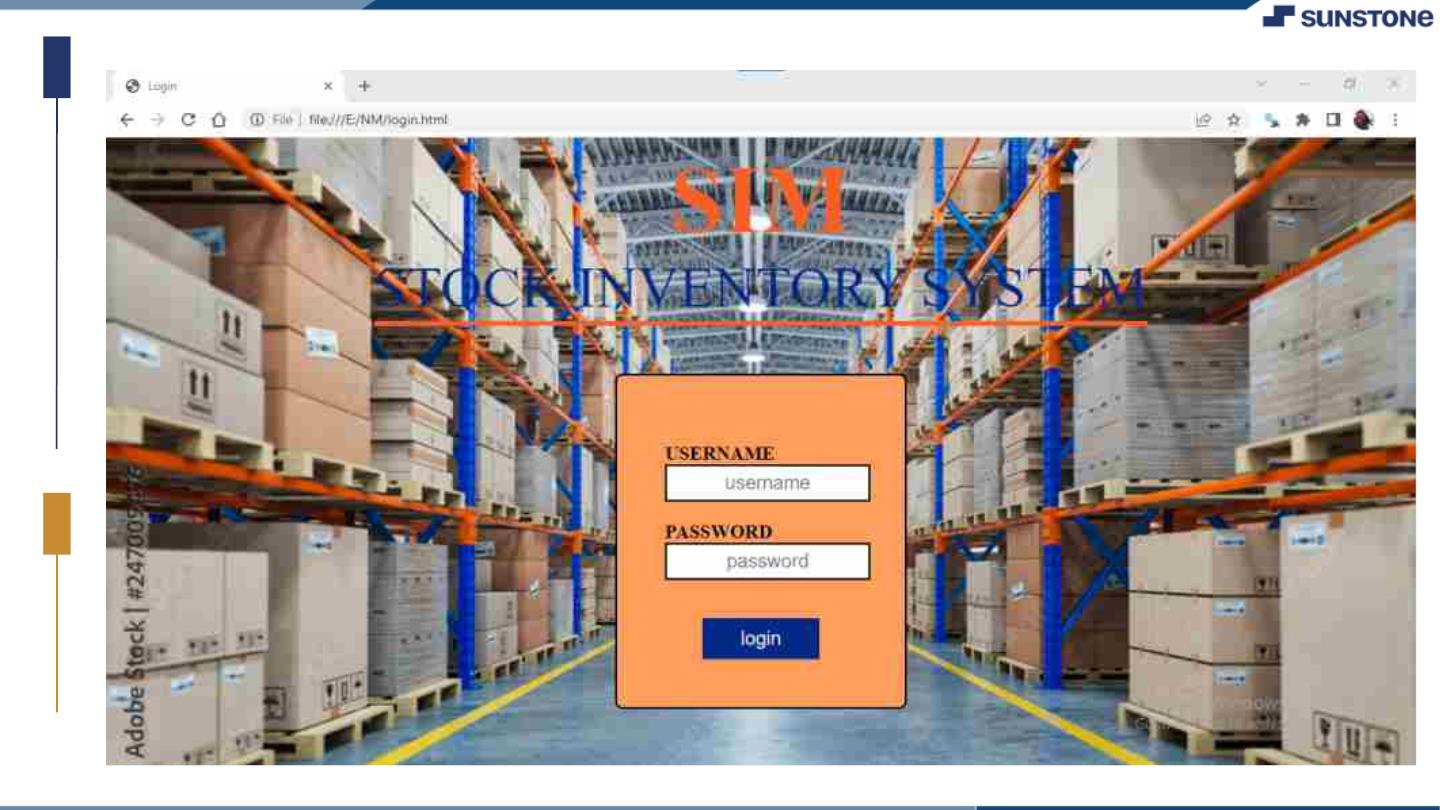 SUNSTONE
Login
File | file:///E:/NM/login.html
SIM
STOCK INVENTORY SYSTEM
USERNAME
username
PASSWORD
password
login
Adobe Stock | #247009